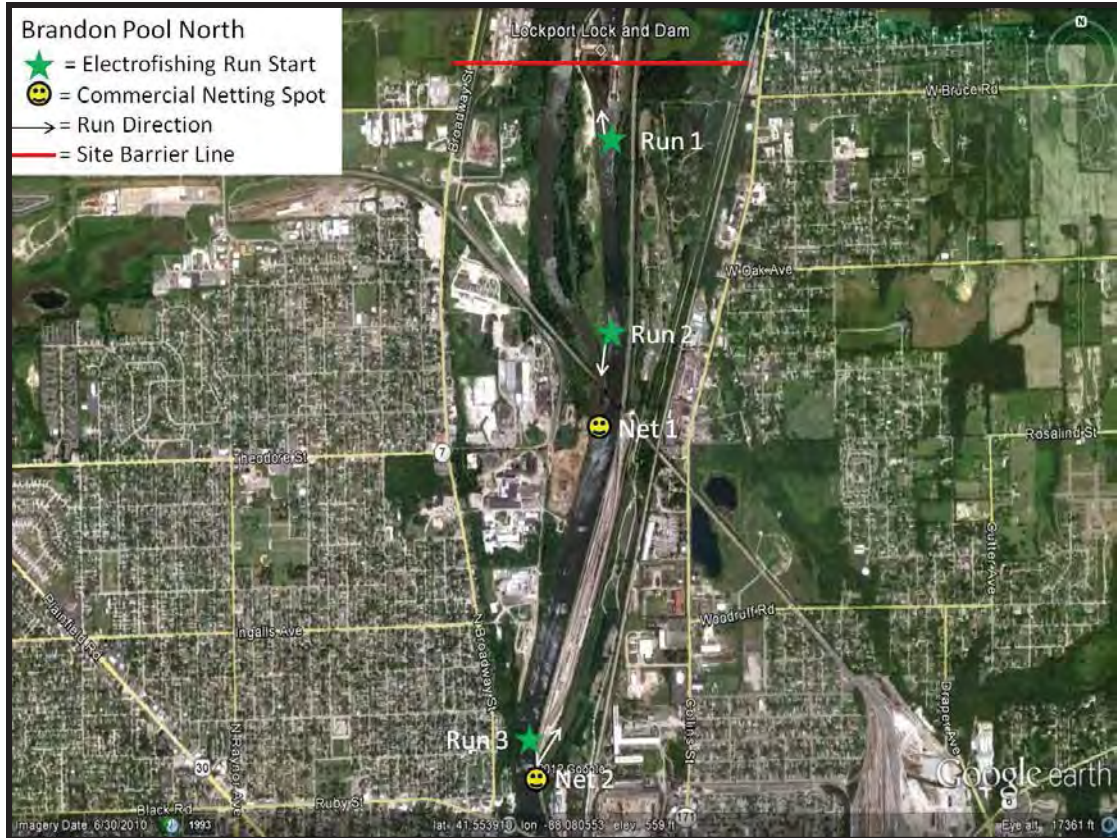 Brandon Pool North
= Electrofishing Run Start
= Commercial Netting Spot
= Run Direction
= Site Barrier Line
Lockport Lock and Dam
N
Broadway St
W Bruce Rd
Run 1
W Oak Ave
Run 2
Net 1
Rosalind St
Theodore St
7
Gutter Ave
Plainfield Rd
Woodruff Rd
Ingalls Ave
N Broadway St
Collins St
Draper Ave
N Raynor Ave
Run 3
30
2012 Google
Net 2
Google earth
Black Rd
Ruby St
171
Imagery Date: 6/30/2010
1993
lat 41.553910 lon -88.080553 elev 559 ft
Eye alt 17361 ft